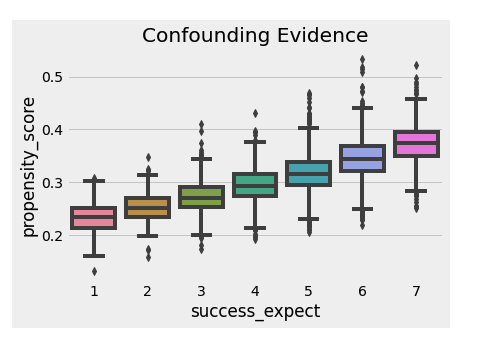 Confounding Evidence
propensity_score
0.5
0.4
0.3
0.2
1 2 3 4 5 6 7
success_expect